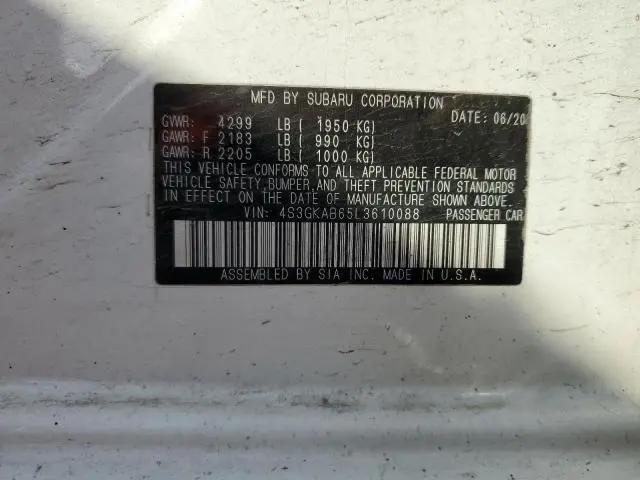 MFD BY SUBARU CORPORATION DATE: 06/20
GVWR: 4299 LB ( 1950 KG)
GAWR: F 2183 LB ( 990 KG)
GAWR: R 2205 LB ( 1000 KG)
THIS VEHICLE CONFORMS TO ALL APPLICABLE FEDERAL MOTOR
VEHICLE SAFETY, BUMPER, AND THEFT PREVENTION STANDARDS
IN EFFECT ON THE DATE OF MANUFACTURE SHOWN ABOVE.
VIN: 4S3GKAB65L3610088 PASSENGER CAR
ASSEMBLED BY SIA INC. MADE IN U.S.A.